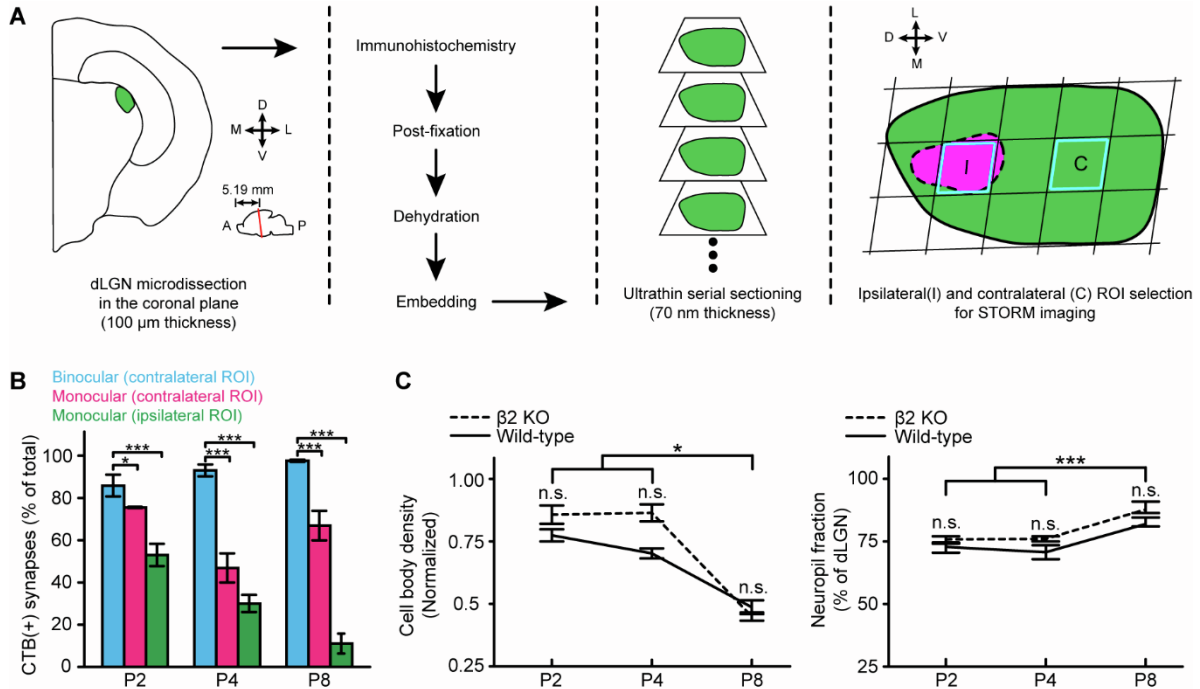 A
D
M
L
V
5.19 mm
A
P
dLGN microdissection
in the coronal plane
(100 μm thickness)
Immunohistochemistry
Post-fixation
Dehydration
Embedding
Ultrathin serial sectioning
(70 nm thickness)
L
D
V
M
I
C
Ipsilateral(I) and contralateral (C) ROI selection
for STORM imaging
B
Binocular (contralateral ROI)
Monocular (contralateral ROI)
Monocular (ipsilateral ROI)
CTB(+) synapses (% of total)
100
80
60
40
20
0
***
*
***
***
***
***
P2
P4
P8
C
β2 KO
Wild-type
Cell body density
(Normalized)
1.00
0.75
0.5
0.25
*
n.s.
n.s.
n.s.
P2
P4
P8
β2 KO
Wild-type
Neuropil fraction
(% of dLGN)
100
75
50
25
***
n.s.
n.s.
n.s.
P2
P4
P8